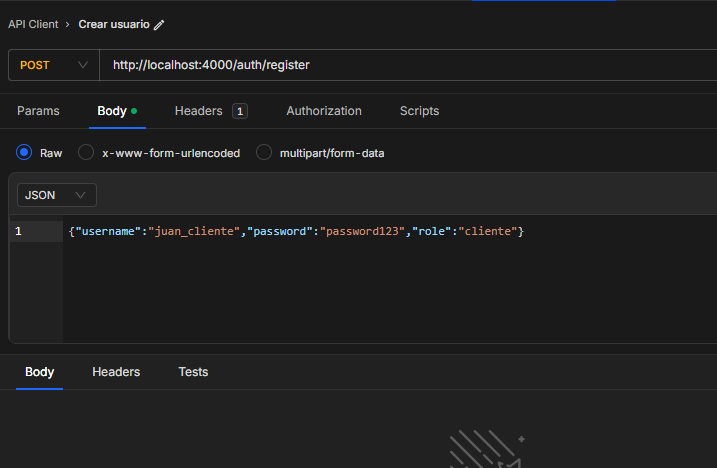 API Client > Crear usuario
POST http://localhost:4000/auth/register
Params Body Headers 1 Authorization Scripts
Raw x-www-form-urlencoded multipart/form-data
JSON
1 {"username":"juan_cliente","password":"password123","role":"cliente"}
Body Headers Tests